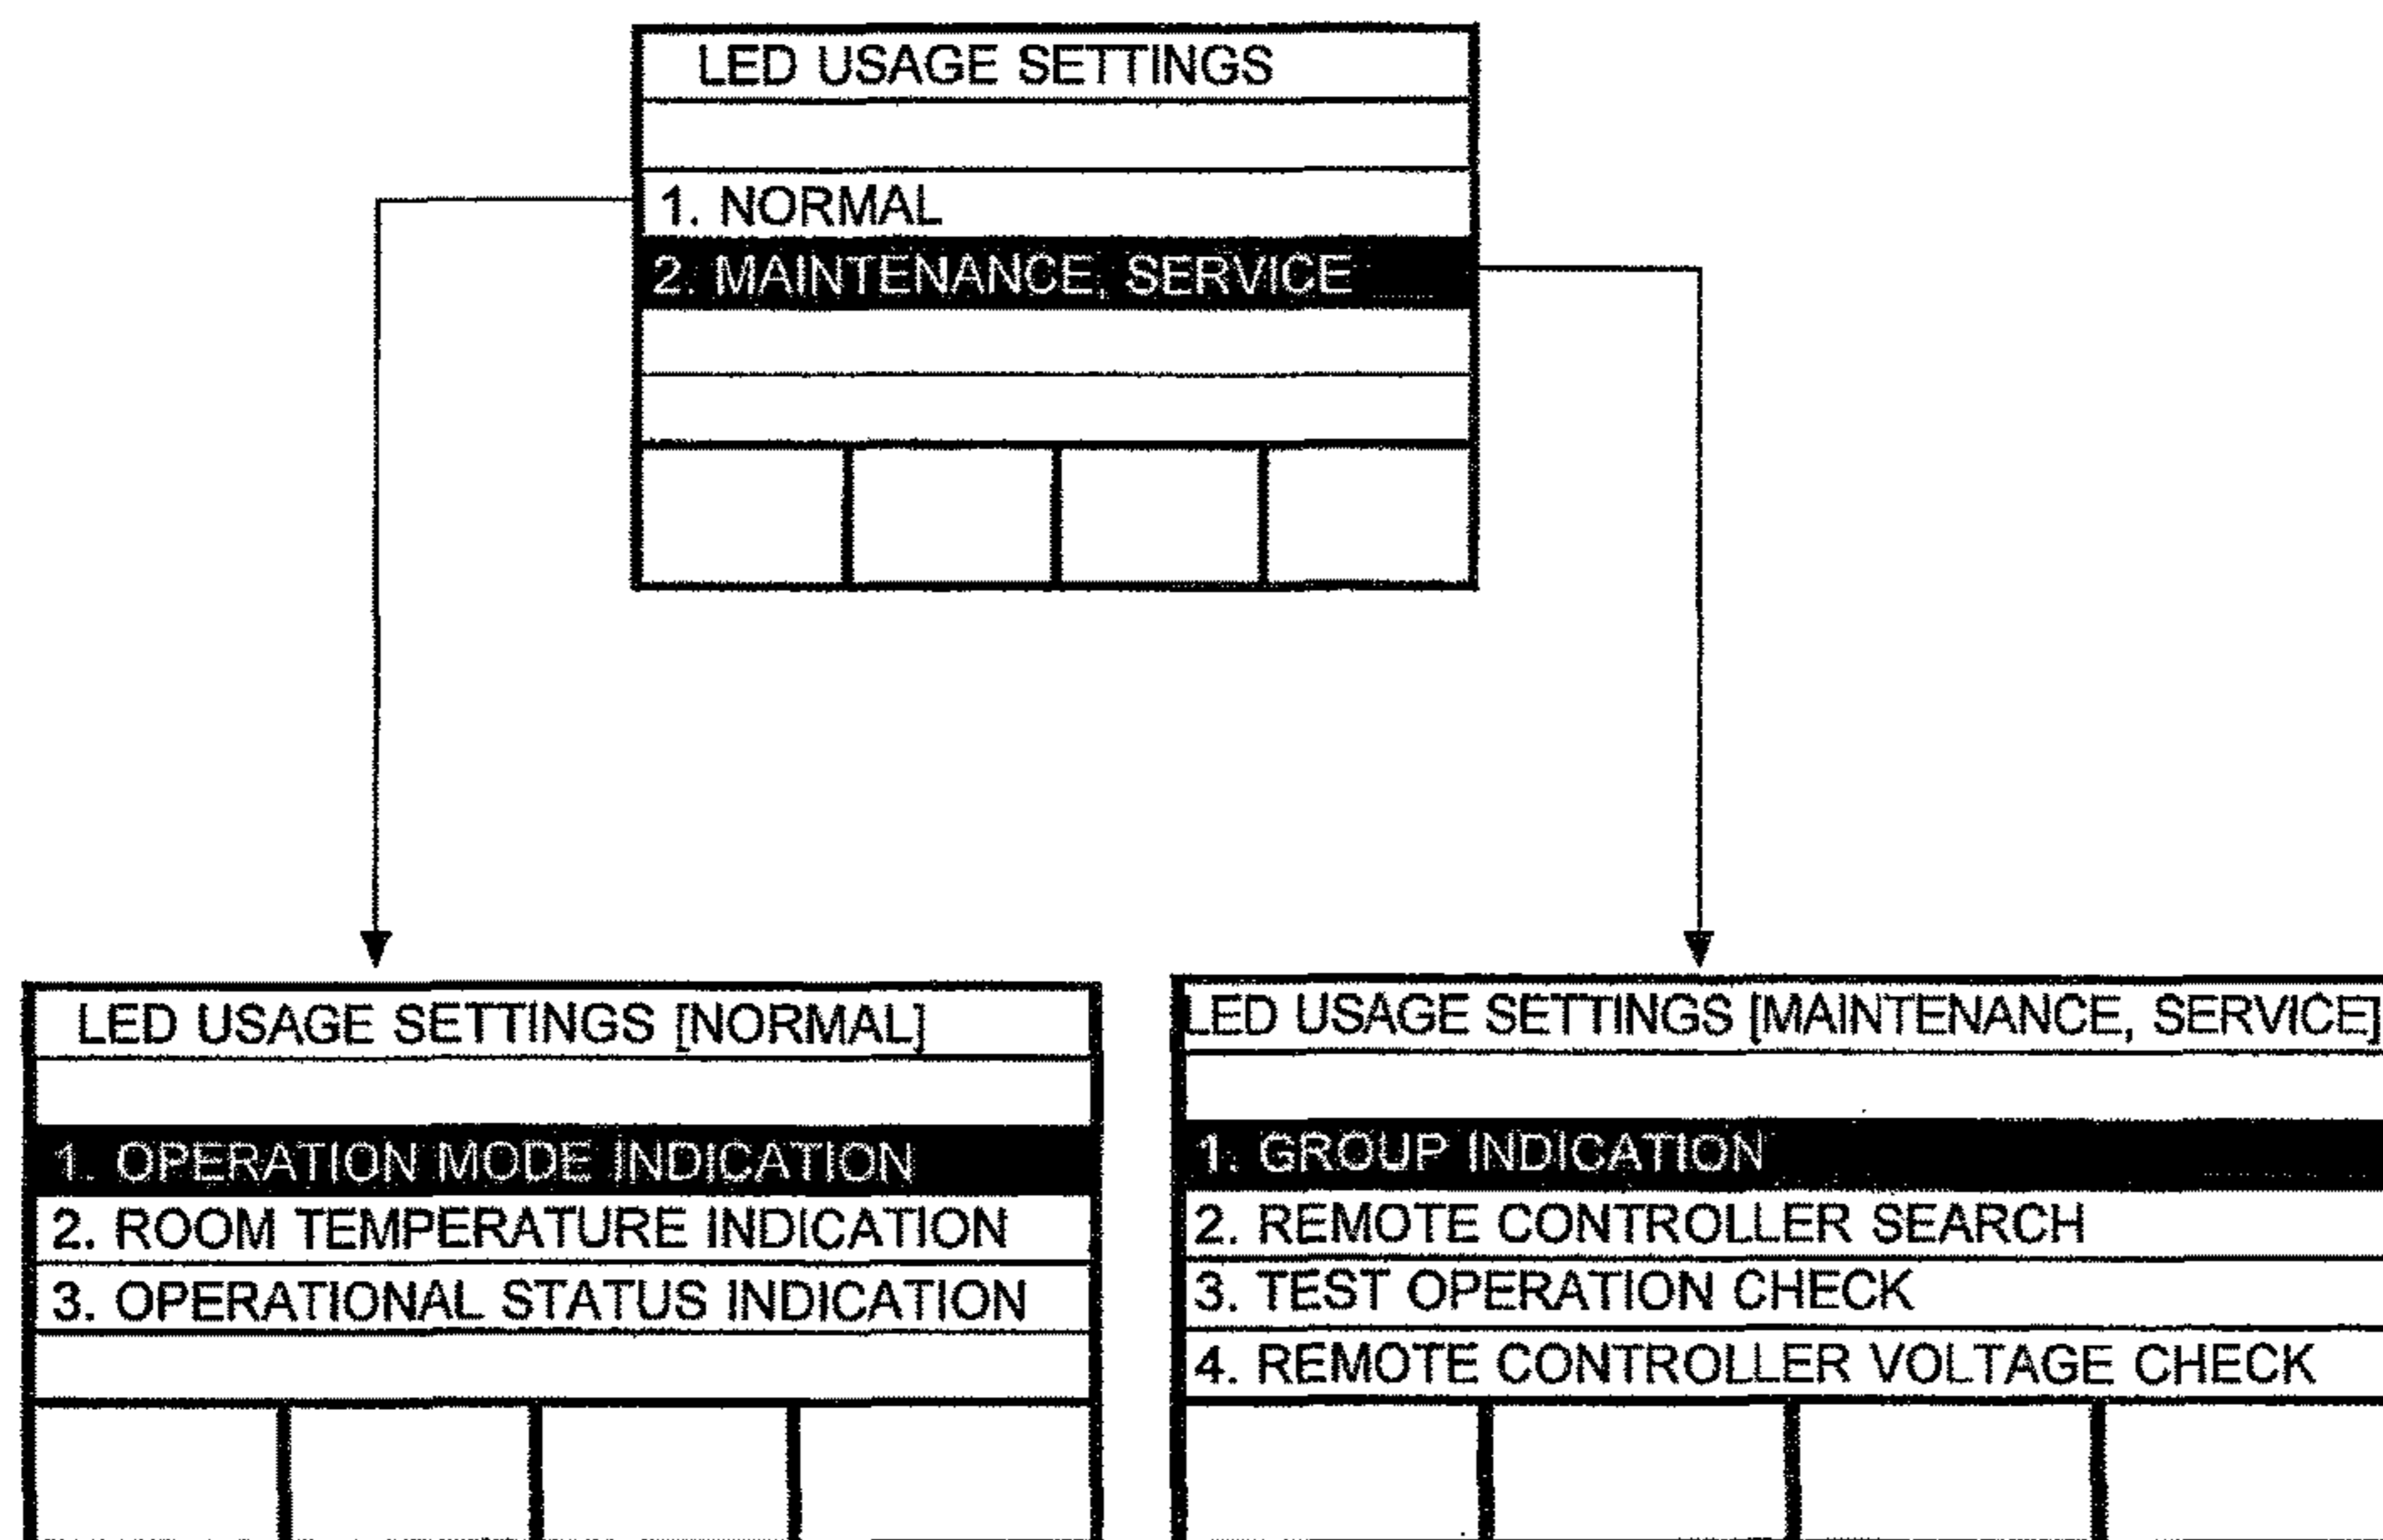 LED USAGE SETTINGS
1. NORMAL
2. MAINTENANCE, SERVICE
LED USAGE SETTINGS [NORMAL]
1. OPERATION MODE INDICATION
2. ROOM TEMPERATURE INDICATION
3. OPERATIONAL STATUS INDICATION
LED USAGE SETTINGS [MAINTENANCE, SERVICE]
1. GROUP INDICATION
2. REMOTE CONTROLLER SEARCH
3. TEST OPERATION CHECK
4. REMOTE CONTROLLER VOLTAGE CHECK